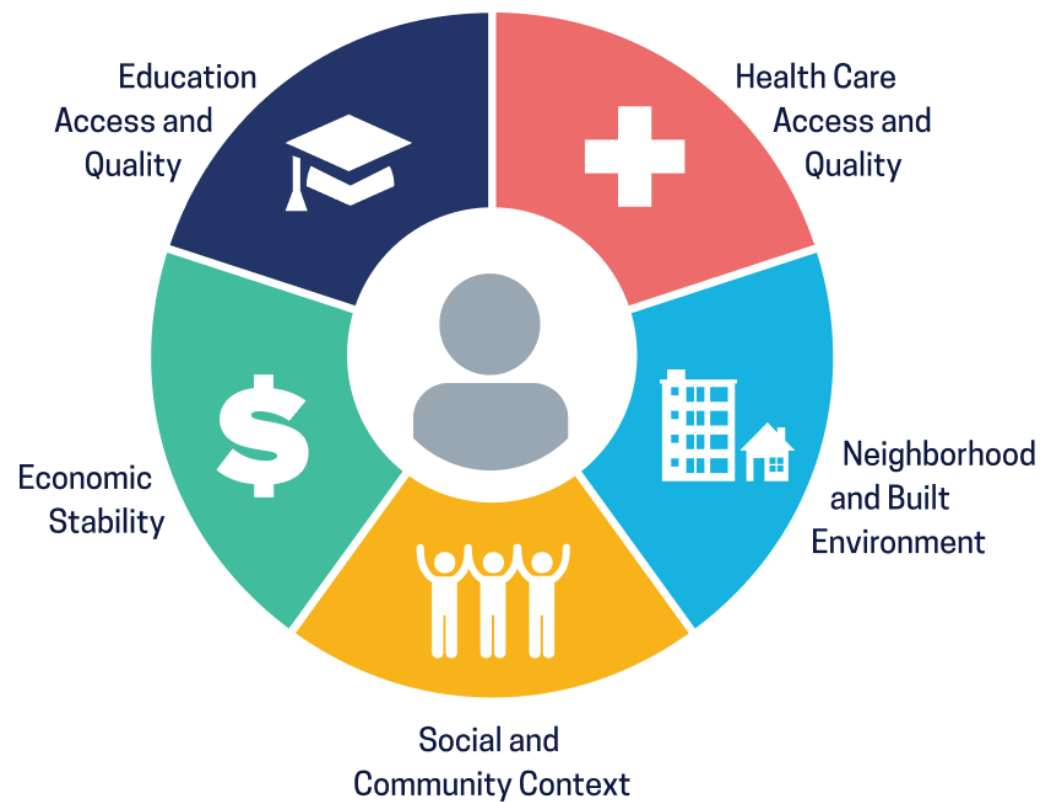 Education
Access and
Quality
Health Care
Access and
Quality
Economic
Stability
Neighborhood
and Built
Environment
Social and
Community Context